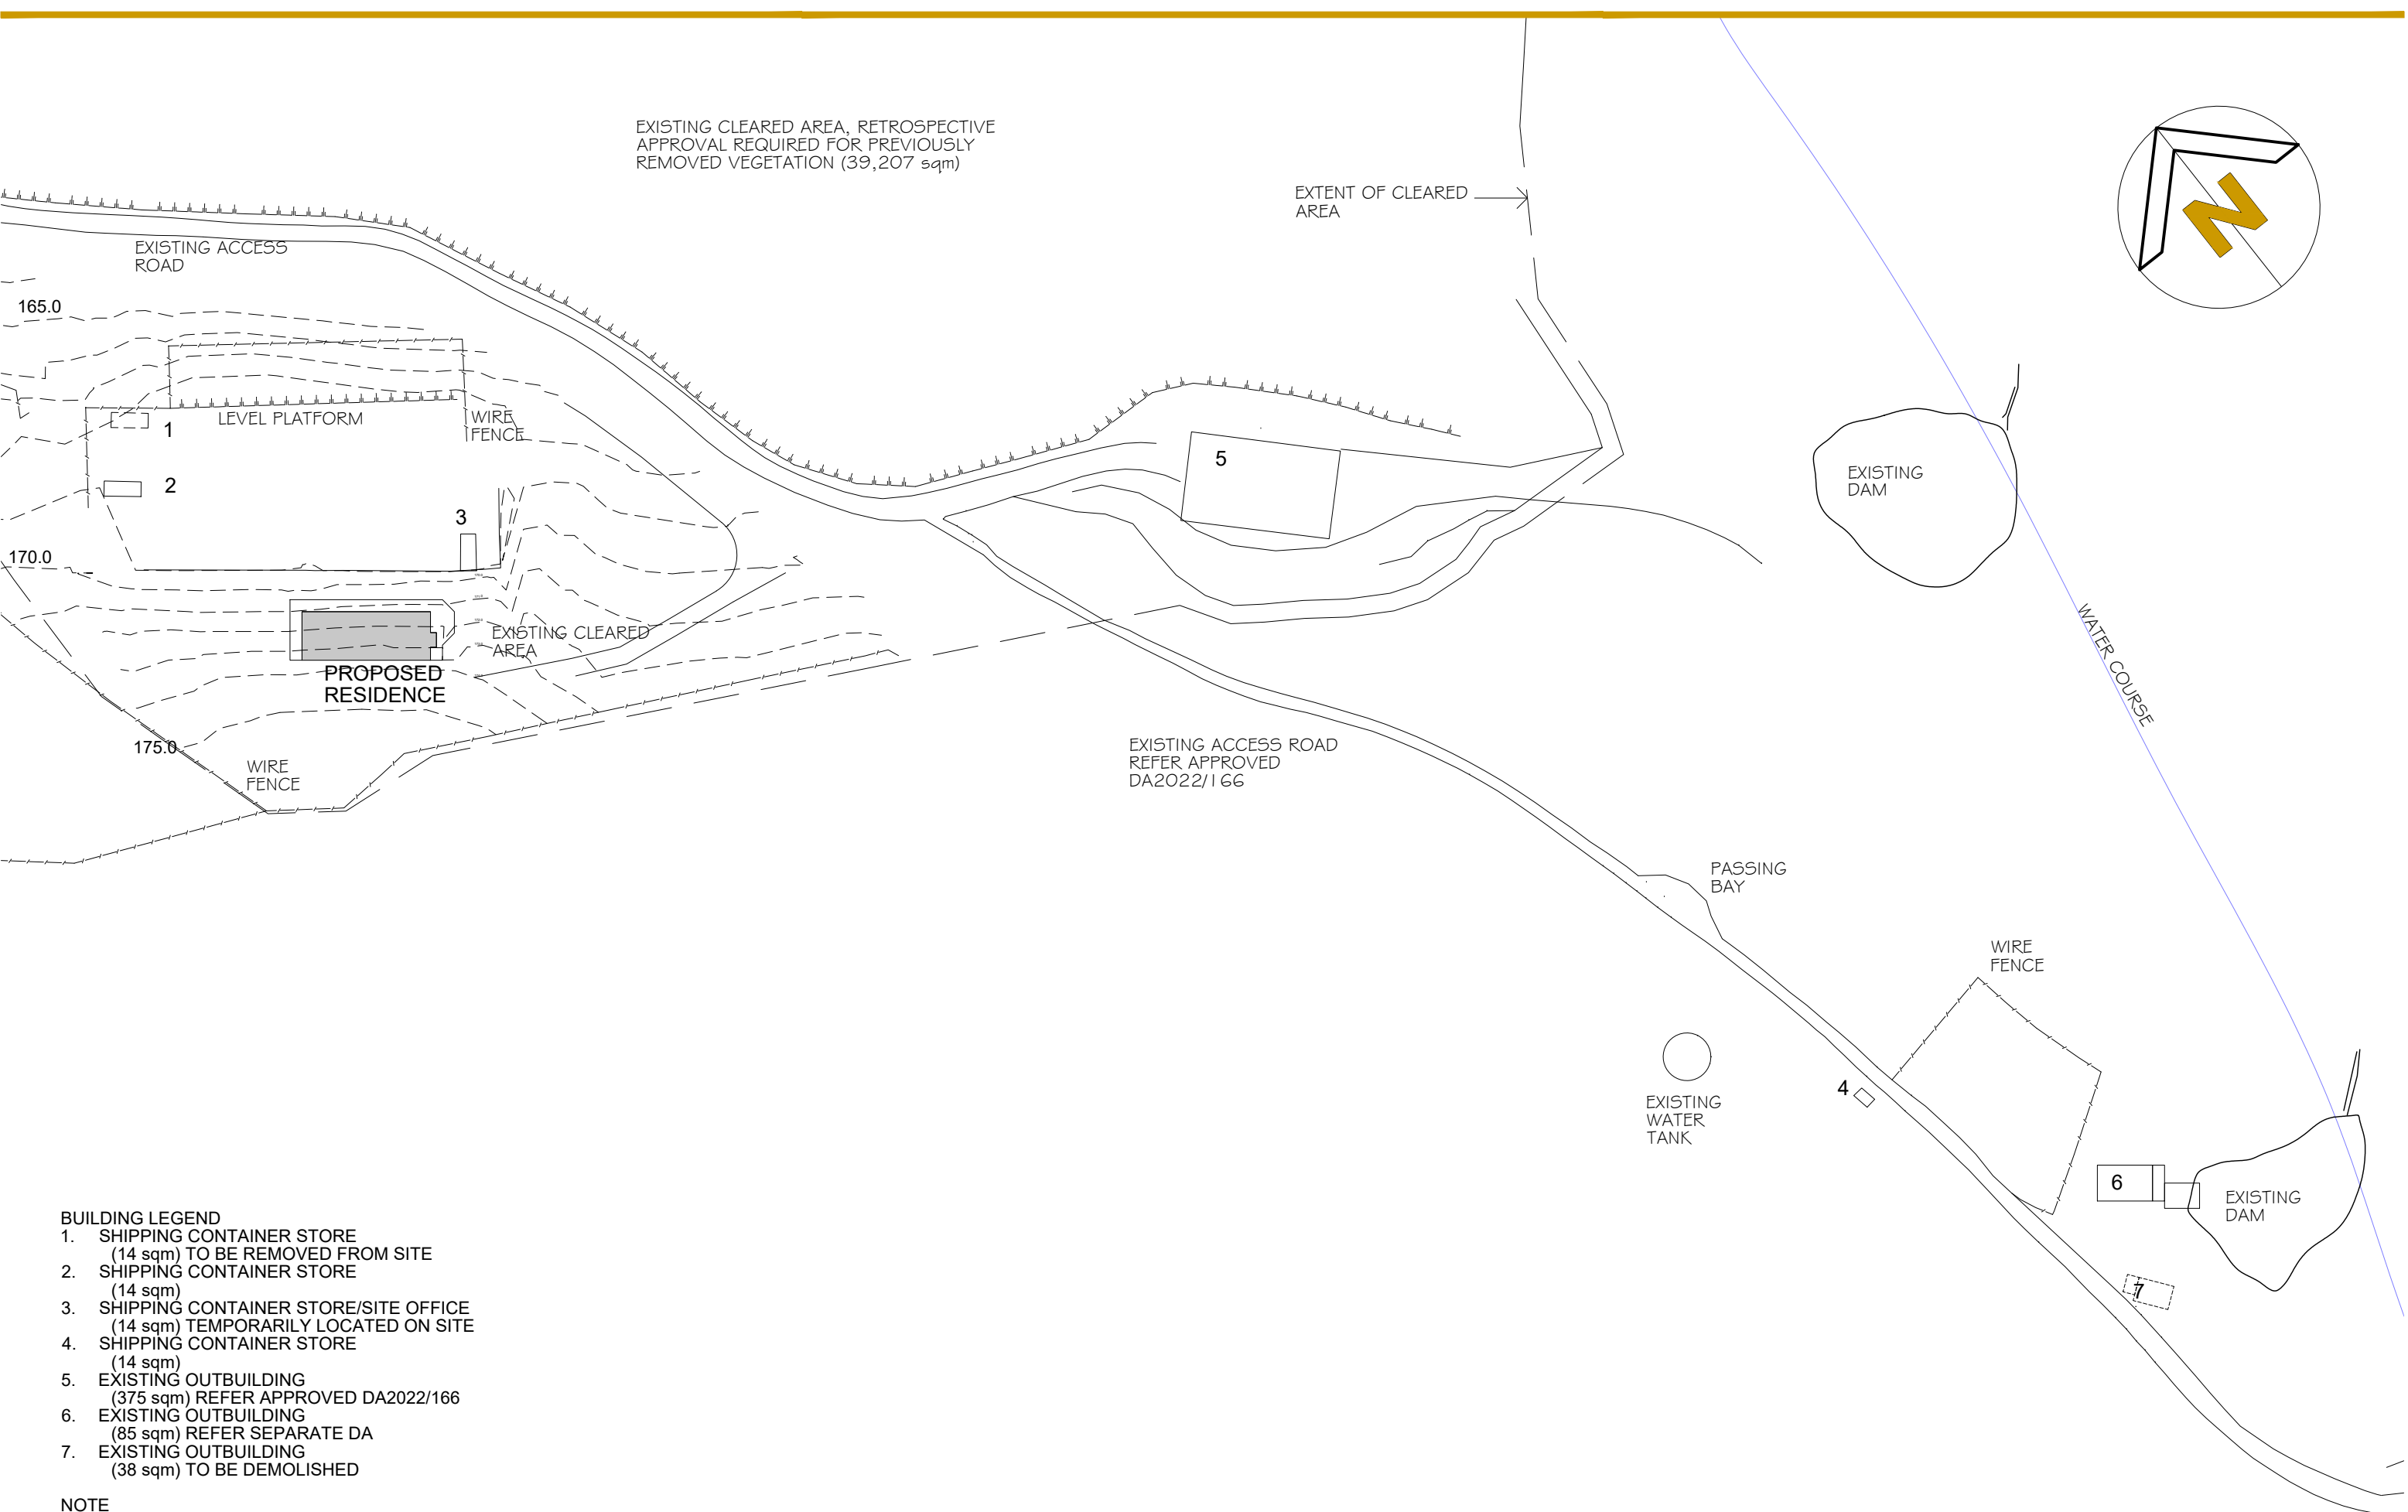 EXISTING CLEARED AREA, RETROSPECTIVE
APPROVAL REQUIRED FOR PREVIOUSLY
REMOVED VEGETATION (39,207 sqm)
EXTENT OF CLEARED
AREA
N
EXISTING ACCESS
ROAD
165.0
LEVEL PLATFORM
WIRE
FENCE
1
2
3
5
EXISTING
DAM
170.0
EXISTING CLEARED
AREA
PROPOSED
RESIDENCE
WATER COURSE
175.0
WIRE
FENCE
EXISTING ACCESS ROAD
REFER APPROVED
DA2022/166
PASSING
BAY
WIRE
FENCE
4
EXISTING
WATER
TANK
6
EXISTING
DAM
7
BUILDING LEGEND
1. SHIPPING CONTAINER STORE
(14 sqm) TO BE REMOVED FROM SITE
2. SHIPPING CONTAINER STORE
(14 sqm)
3. SHIPPING CONTAINER STORE/SITE OFFICE
(14 sqm) TEMPORARILY LOCATED ON SITE
4. SHIPPING CONTAINER STORE
(14 sqm)
5. EXISTING OUTBUILDING
(375 sqm) REFER APPROVED DA2022/166
6. EXISTING OUTBUILDING
(85 sqm) REFER SEPARATE DA
7. EXISTING OUTBUILDING
(38 sqm) TO BE DEMOLISHED
NOTE